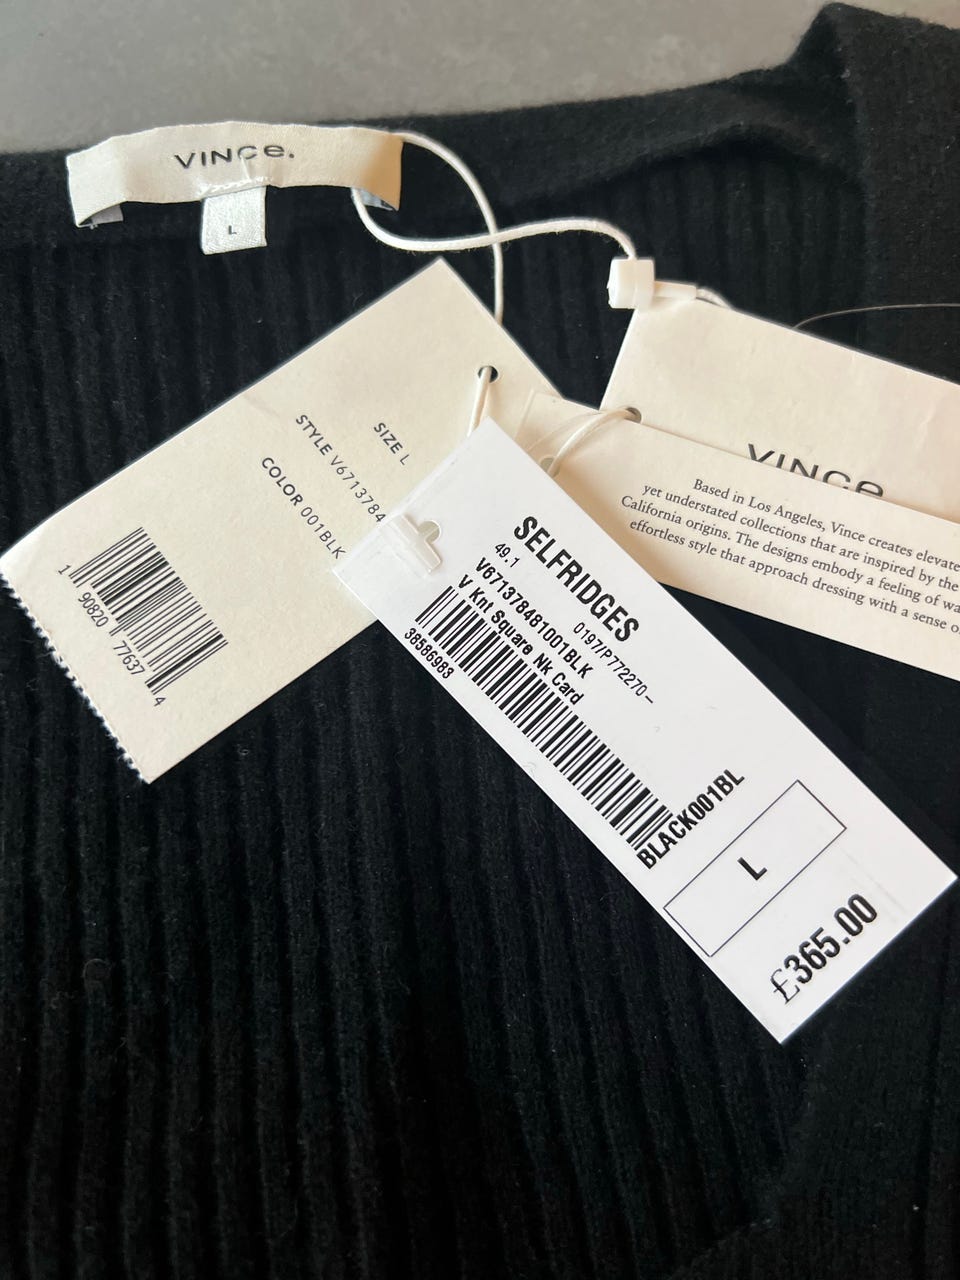 VINCE.
L
SIZE L
STYLE V6713784
COLOR 001BLK
1 90820 77637 4
VINCE
Based in Los Angeles, Vince creates elevate
yet understated collections that are inspired by the
California origins. The designs embody a feeling of wa
effortless style that approach dressing with a sense o
SELFRIDGES
49.1 0197/P772270–
V671378481001BLK
V Knt Square Nk Card
38586983
BLACK001BL
L
£365.00